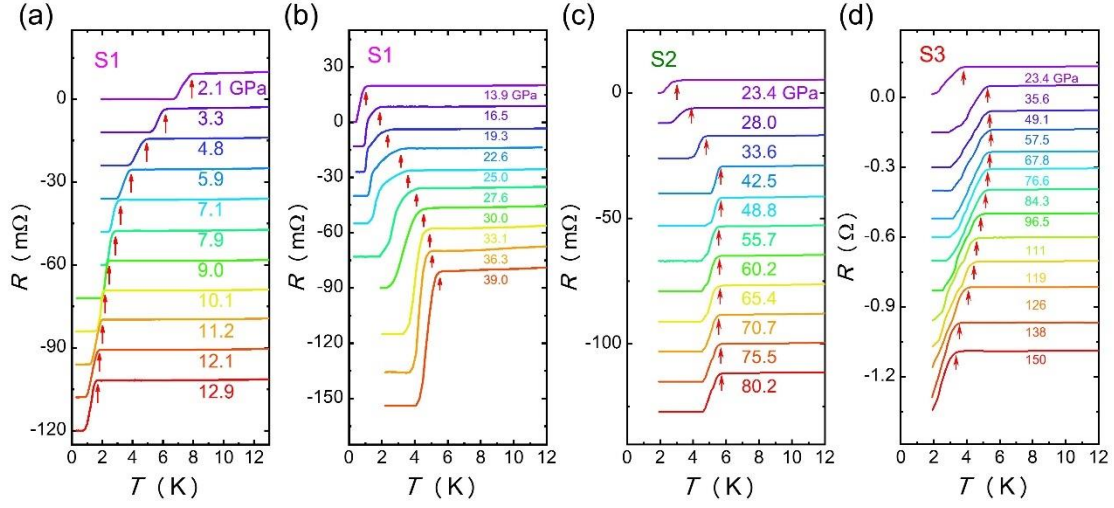 (a)
S1
2.1 GPa
3.3
4.8
5.9
7.1
7.9
9.0
10.1
11.2
12.1
12.9
0
-30
-60
-90
-120
R (mΩ)
0 2 4 6 8 10 12
T (K)
(b)
S1
13.9 GPa
16.5
19.3
22.6
25.0
27.6
30.0
33.1
36.3
39.0
30
0
-30
-60
-90
-120
-150
R (mΩ)
0 2 4 6 8 10 12
T (K)
(c)
S2
23.4 GPa
28.0
33.6
42.5
48.8
55.7
60.2
65.4
70.7
75.5
80.2
0
-50
-100
R (mΩ)
0 2 4 6 8 10 12
T (K)
(d)
S3
23.4 GPa
35.6
49.1
57.5
67.8
76.6
84.3
96.5
111
119
126
138
150
0.0
-0.3
-0.6
-0.9
-1.2
R (Ω)
0 2 4 6 8 10 12
T (K)